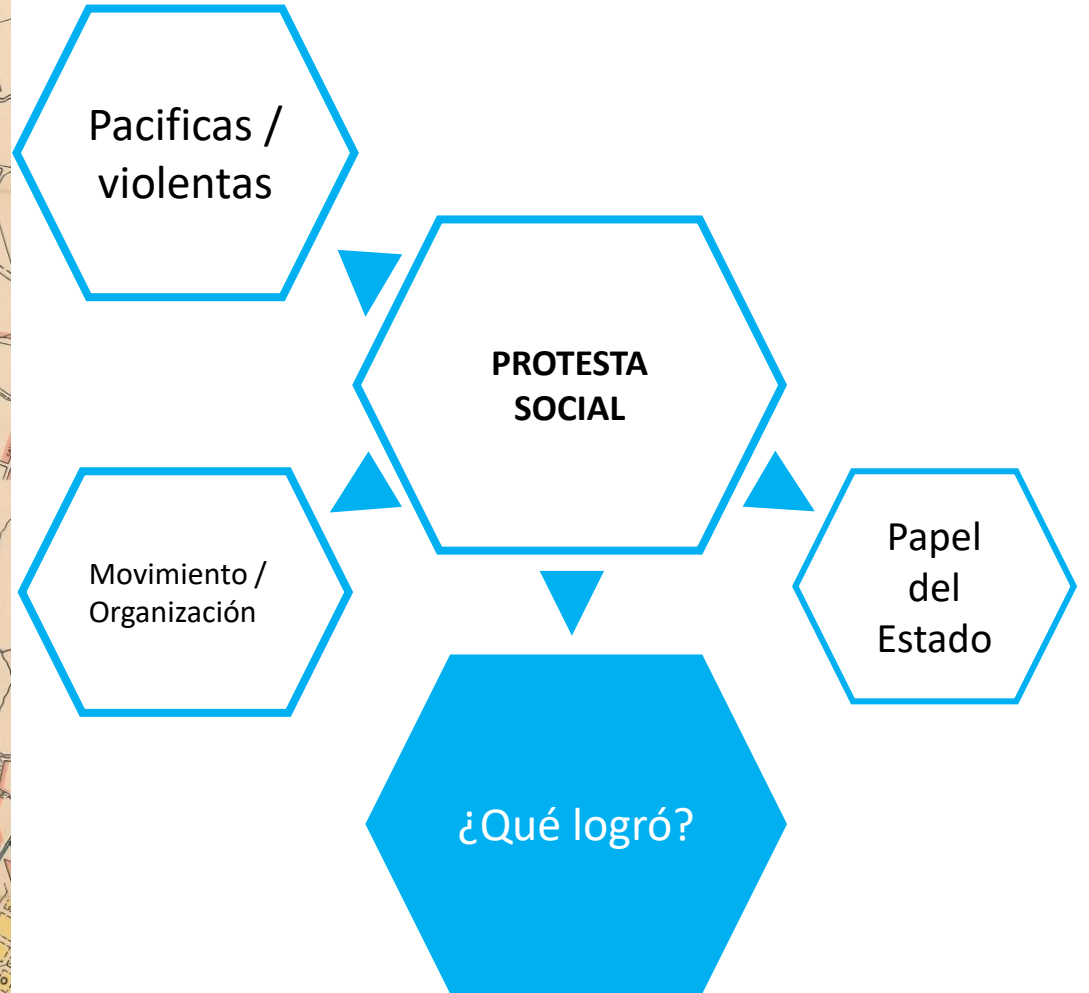 Pacificas /
violentas
PROTESTA
SOCIAL
Movimiento /
Organización
Papel
del
Estado
¿Qué logró?